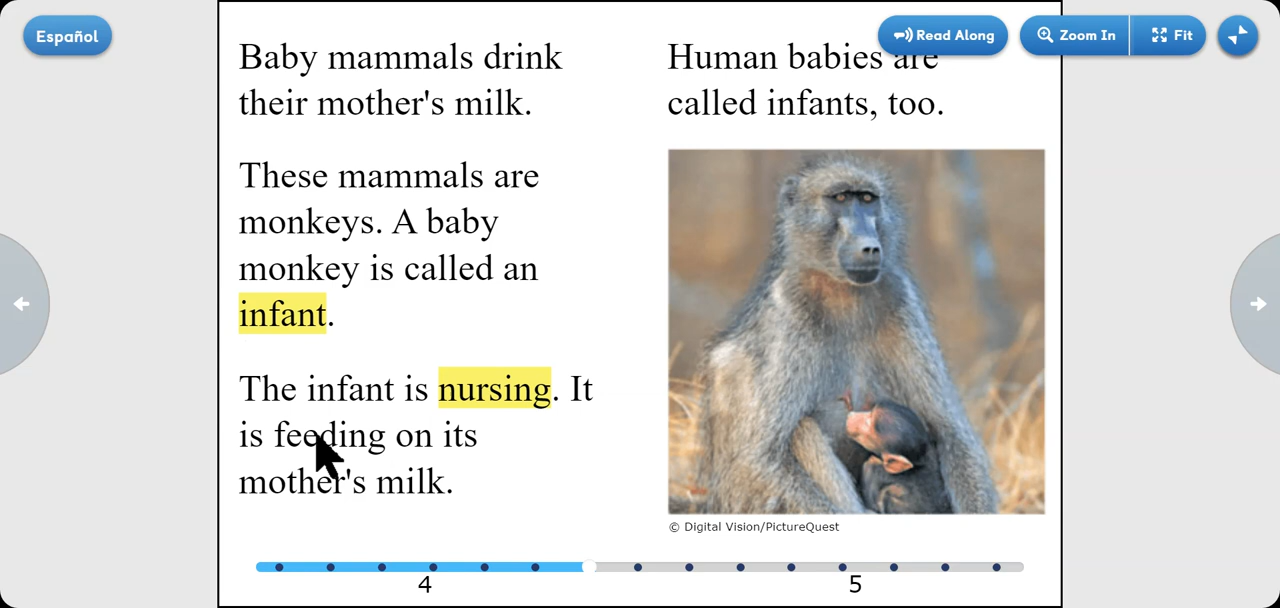 Español
Read Along
Zoom In
Fit
Baby mammals drink
their mother's milk.
These mammals are
monkeys. A baby
monkey is called an
infant.
The infant is nursing. It
is feeding on its
mother's milk.
Human babies are
called infants, too.
© Digital Vision/PictureQuest
4
5